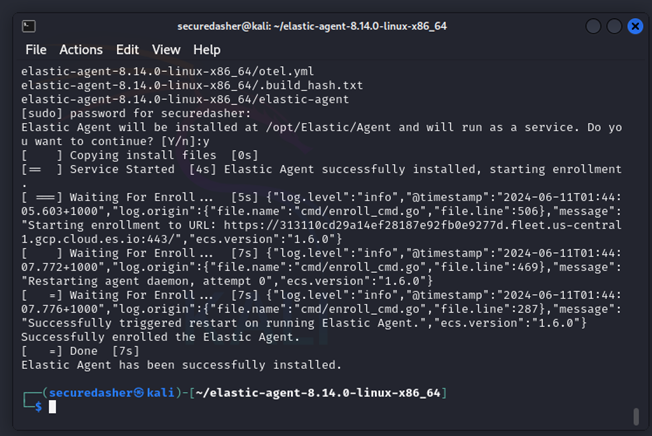 securedasher@kali: ~/elastic-agent-8.14.0-linux-x86_64
File Actions Edit View Help
elastic-agent-8.14.0-linux-x86_64/otel.yml
elastic-agent-8.14.0-linux-x86_64/.build_hash.txt
elastic-agent-8.14.0-linux-x86_64/elastic-agent
[sudo] password for securedasher:
Elastic Agent will be installed at /opt/Elastic/Agent and will run as a service. Do yo
u want to continue? [Y/n]:y
[    ] Copying install files  [0s]
[==  ] Service Started  [4s] Elastic Agent successfully installed, starting enrollment
.
[ ===] Waiting For Enroll...  [5s] {"log.level":"info","@timestamp":"2024-06-11T01:44:
05.603+1000","log.origin":{"file.name":"cmd/enroll_cmd.go","file.line":506},"message":
"Starting enrollment to URL: https://313110cd29a14ef28187e92fb0e9277d.fleet.us-central
1.gcp.cloud.es.io:443/","ecs.version":"1.6.0"}
[    ] Waiting For Enroll...  [7s] {"log.level":"info","@timestamp":"2024-06-11T01:44:
07.772+1000","log.origin":{"file.name":"cmd/enroll_cmd.go","file.line":469},"message":
"Restarting agent daemon, attempt 0","ecs.version":"1.6.0"}
[   =] Waiting For Enroll...  [7s] {"log.level":"info","@timestamp":"2024-06-11T01:44:
07.776+1000","log.origin":{"file.name":"cmd/enroll_cmd.go","file.line":287},"message":
"Successfully triggered restart on running Elastic Agent.","ecs.version":"1.6.0"}
Successfully enrolled the Elastic Agent.
[   =] Done  [7s]
Elastic Agent has been successfully installed.
┌──(securedasher㉿kali)-[~/elastic-agent-8.14.0-linux-x86_64]
└─$